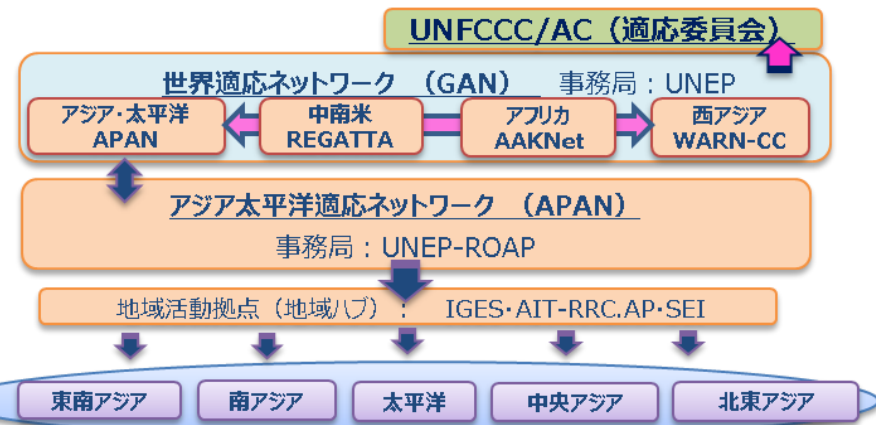 UNFCCC/AC（適応委員会）
世界適応ネットワーク （GAN） 事務局：UNEP
アジア・太平洋
APAN
中南米
REGATTA
アフリカ
AAKNet
西アジア
WARN-CC
アジア太平洋適応ネットワーク （APAN）
事務局：UNEP-ROAP
地域活動拠点（地域ハブ）： IGES・AIT-RRC.AP・SEI
東南アジア
南アジア
太平洋
中央アジア
北東アジア